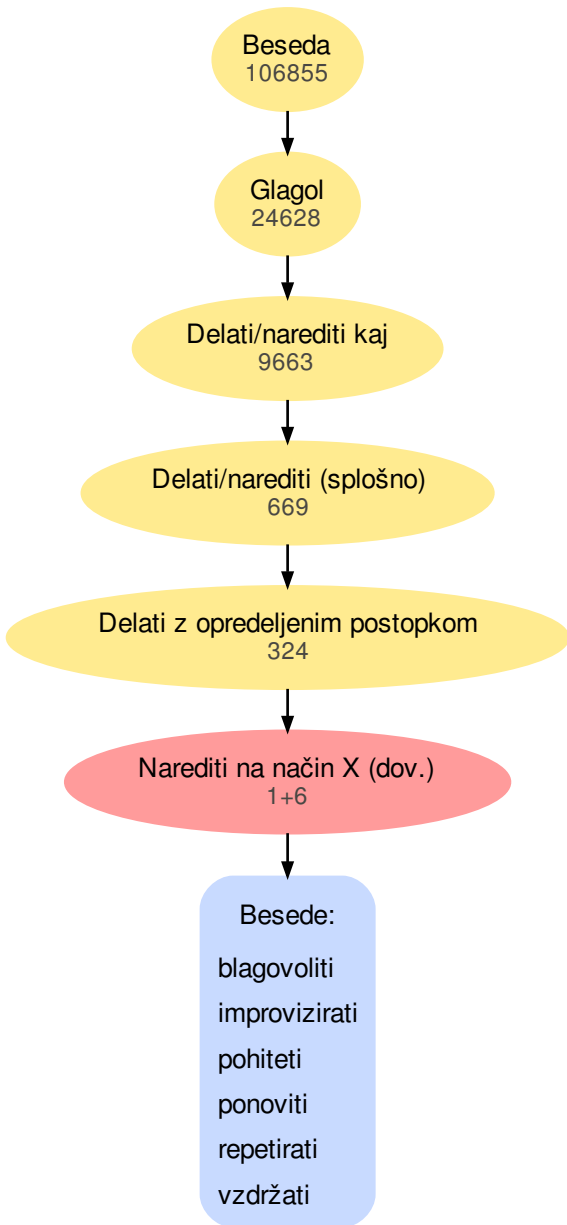 Beseda
106855
Glagol
24628
Delati/narediti kaj
9663
Delati/narediti (splošno)
669
Delati z opredeljenim postopkom
324
Narediti na način X (dov.)
1+6
Besede:
blagovoliti
improvizirati
pohiteti
ponoviti
repetirati
vzdržati